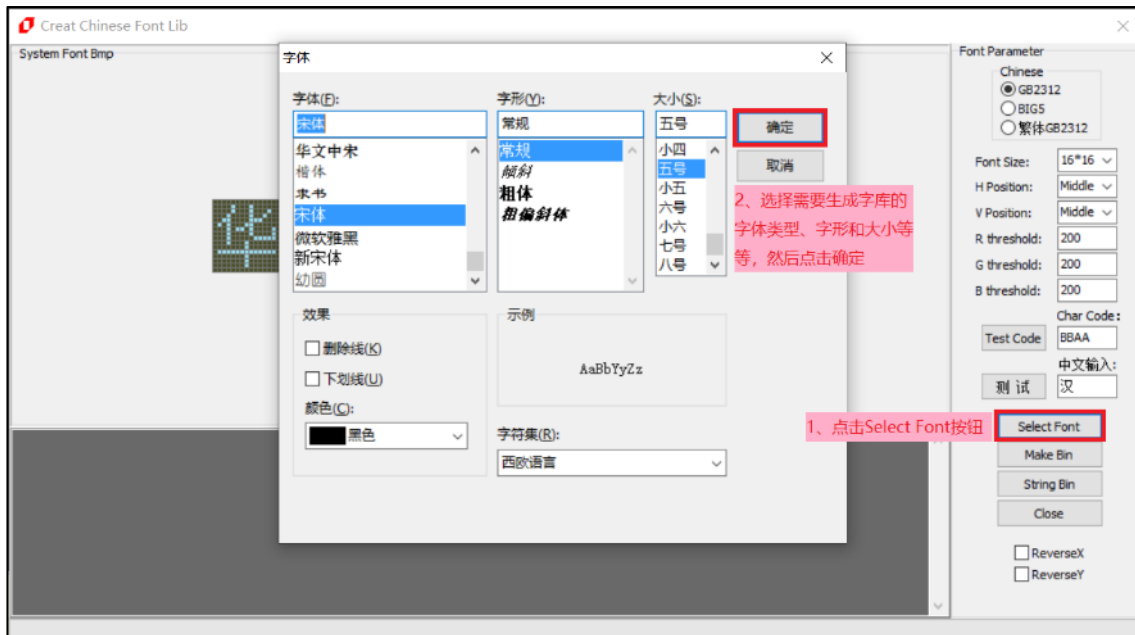 Creat Chinese Font Lib
System Font Bmp
华
字体
字体(F):
宋体
华文中宋
楷体
隶书
宋体
微软雅黑
新宋体
幼圆
字形(Y):
常规
常规
倾斜
粗体
粗偏斜体
大小(S):
五号
小四
五号
小五
六号
小六
七号
八号
确定
取消
2、选择需要生成字库的
字体类型、字形和大小等
等，然后点击确定
效果
删除线(K)
下划线(U)
颜色(C):
黑色
示例
AaBbYyZz
字符集(R):
西欧语言
Font Parameter
Chinese
GB2312
BIG5
繁体GB2312
Font Size: 16*16
H Position: Middle
V Position: Middle
R threshold: 200
G threshold: 200
B threshold: 200
Char Code:
Test Code BBAA
中文输入:
测 试 汉
1、点击Select Font按钮
Select Font
Make Bin
String Bin
Close
ReverseX
ReverseY